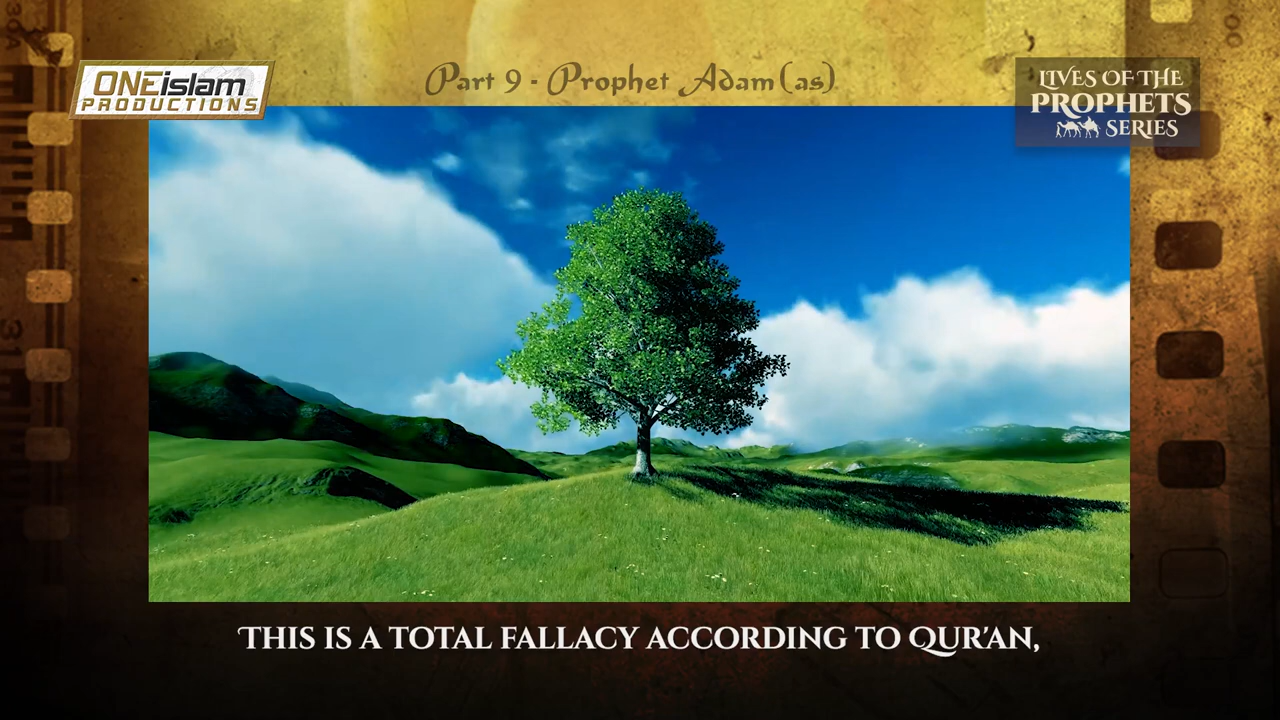 ONEislam
PRODUCTIONS
Part 9 - Prophet Adam (as)
LIVES OF THE
PROPHETS
SERIES
THIS IS A TOTAL FALLACY ACCORDING TO QUR'AN,